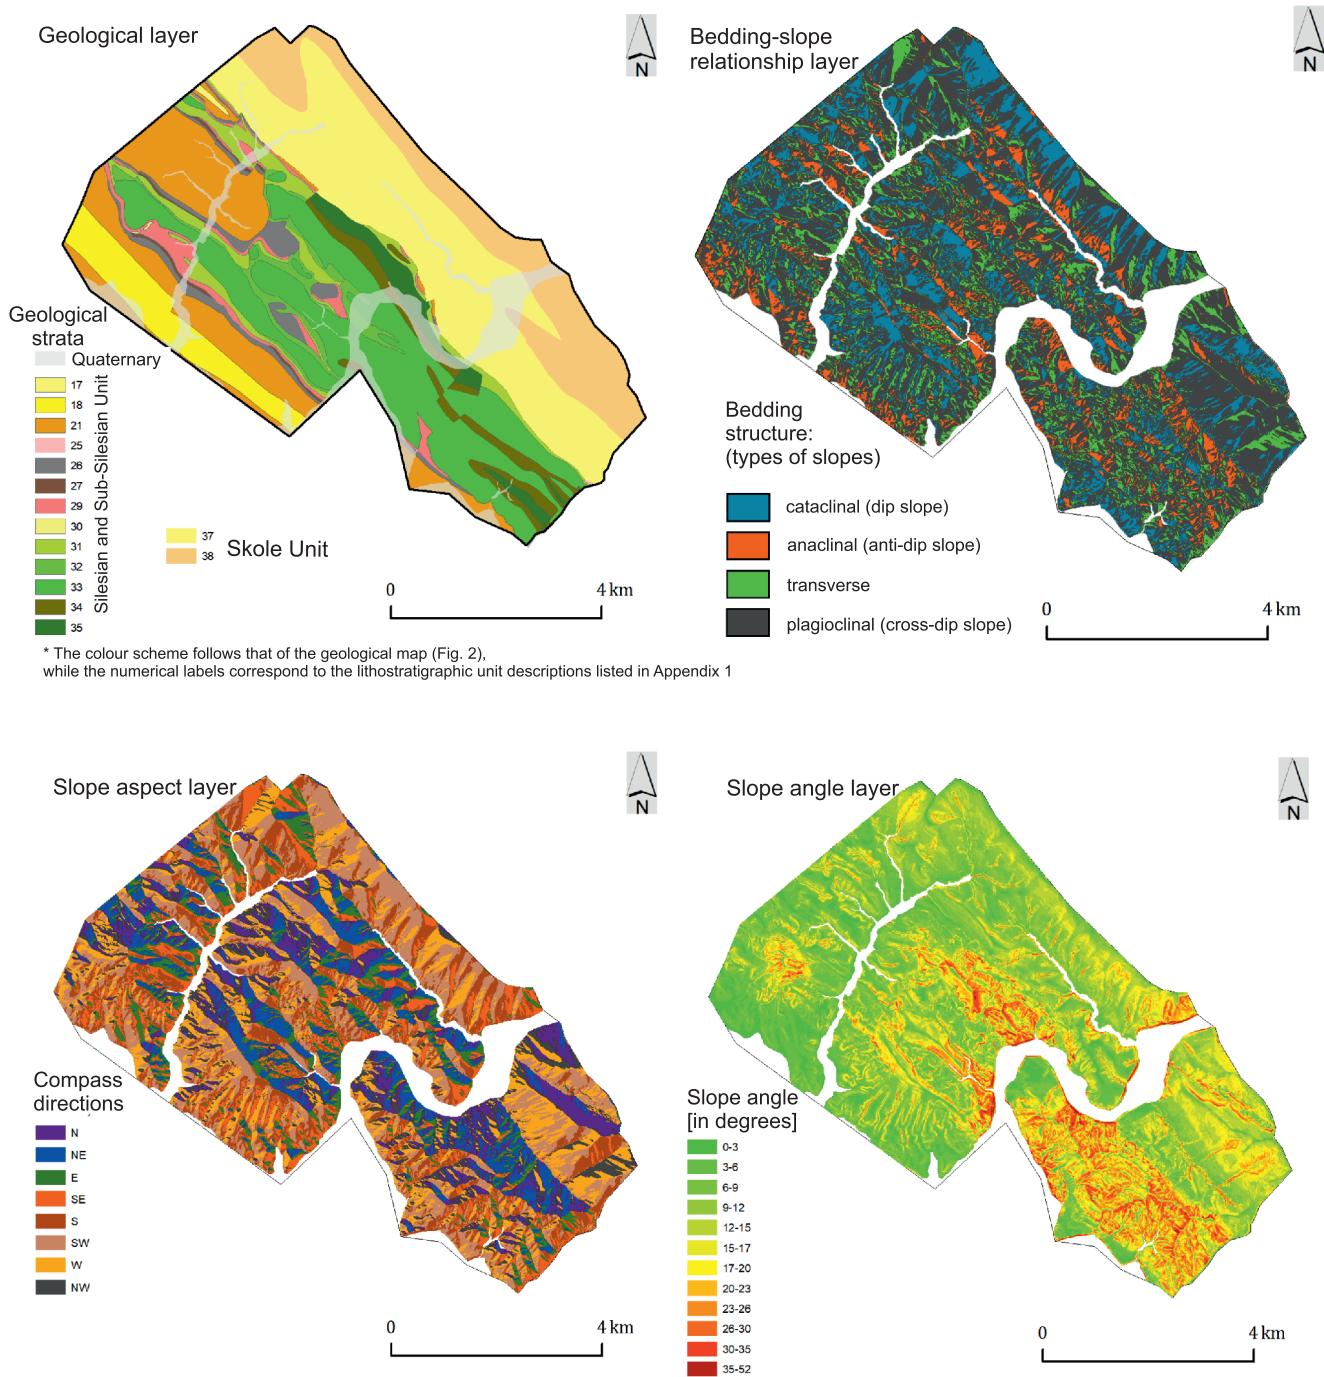 Geological layer
N
Geological
strata
Quaternary
17
18
21
25
26
27
29
30
31
32
33
34
35
Silesian and Sub-Silesian Unit
37
38
Skole Unit
0 4 km
* The colour scheme follows that of the geological map (Fig. 2),
while the numerical labels correspond to the lithostratigraphic unit descriptions listed in Appendix 1
Bedding-slope
relationship layer
N
Bedding
structure:
(types of slopes)
cataclinal (dip slope)
anaclinal (anti-dip slope)
transverse
plagioclinal (cross-dip slope)
0 4 km
Slope aspect layer
N
Compass
directions
N
NE
E
SE
S
SW
W
NW
0 4 km
Slope angle layer
N
Slope angle
[in degrees]
0-3
3-6
6-9
9-12
12-15
15-17
17-20
20-23
23-26
26-30
30-35
35-52
0 4 km